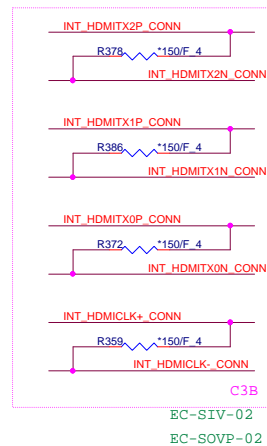 INT_HDMITX2P_CONN
R378 *150/F_4
INT_HDMITX2N_CONN
INT_HDMITX1P_CONN
R386 *150/F_4
INT_HDMITX1N_CONN
INT_HDMITX0P_CONN
R372 *150/F_4
INT_HDMITX0N_CONN
INT_HDMICLK+_CONN
R359 *150/F_4
INT_HDMICLK-_CONN
C3B
EC-SIV-02
EC-SOVP-02